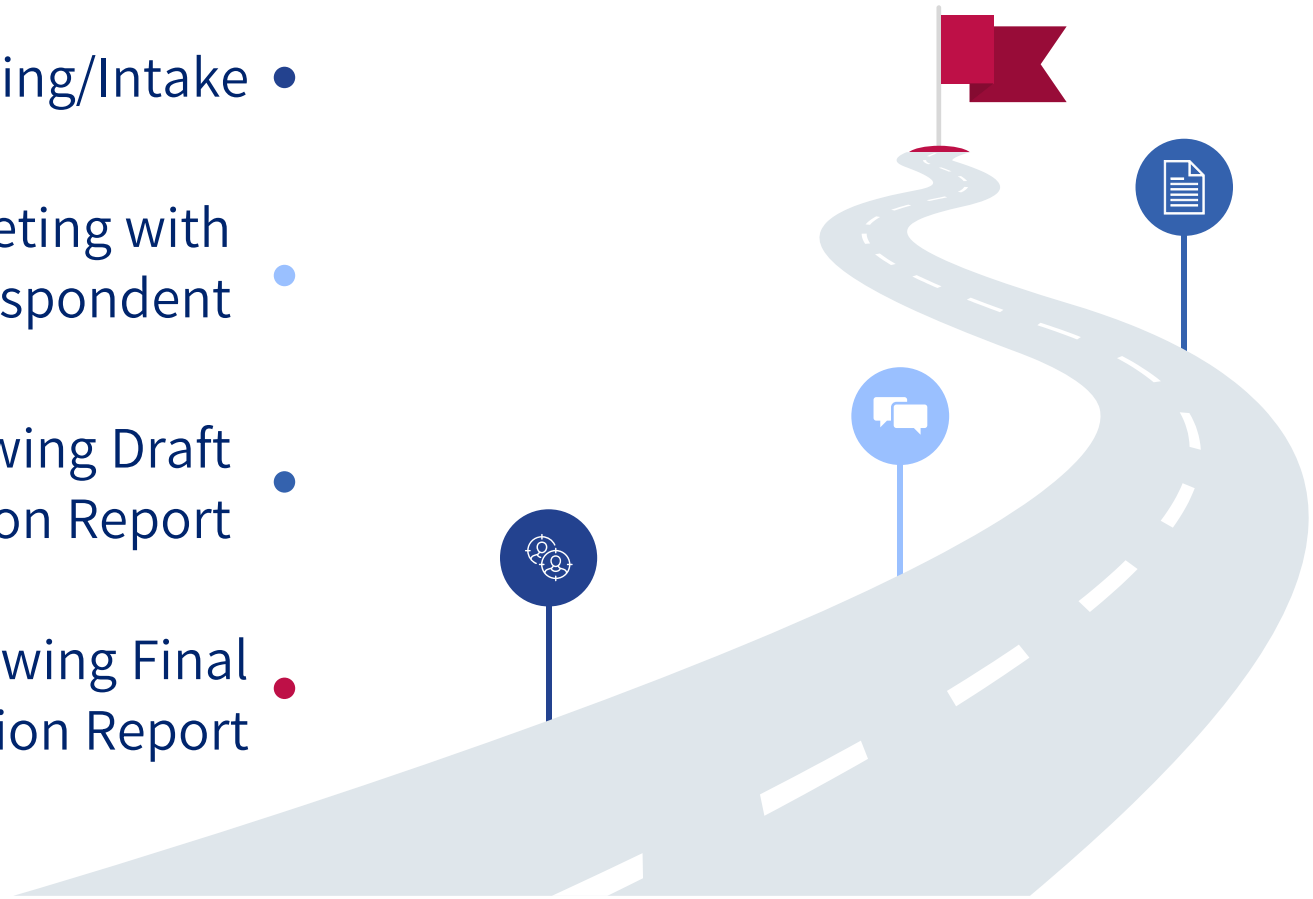 ing/Intake
eting with
spondent
wing Draft
on Report
wing Final
ion Report